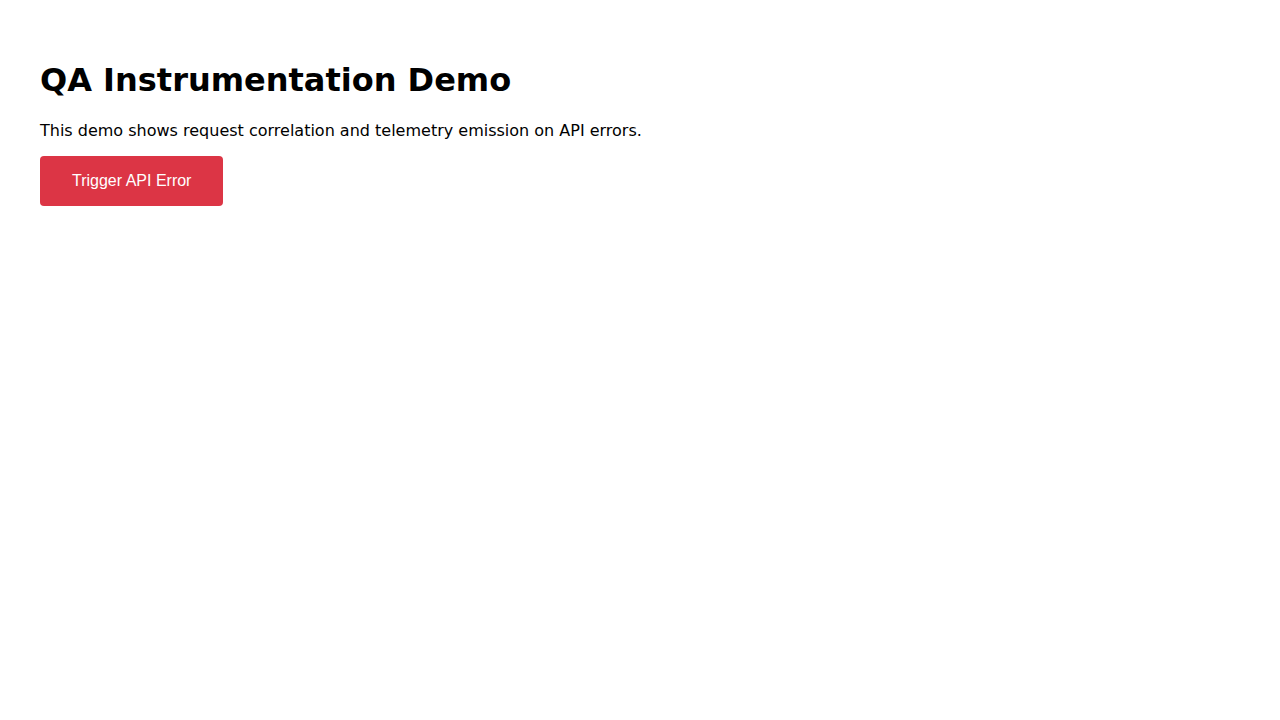 QA Instrumentation Demo
This demo shows request correlation and telemetry emission on API errors.
Trigger API Error